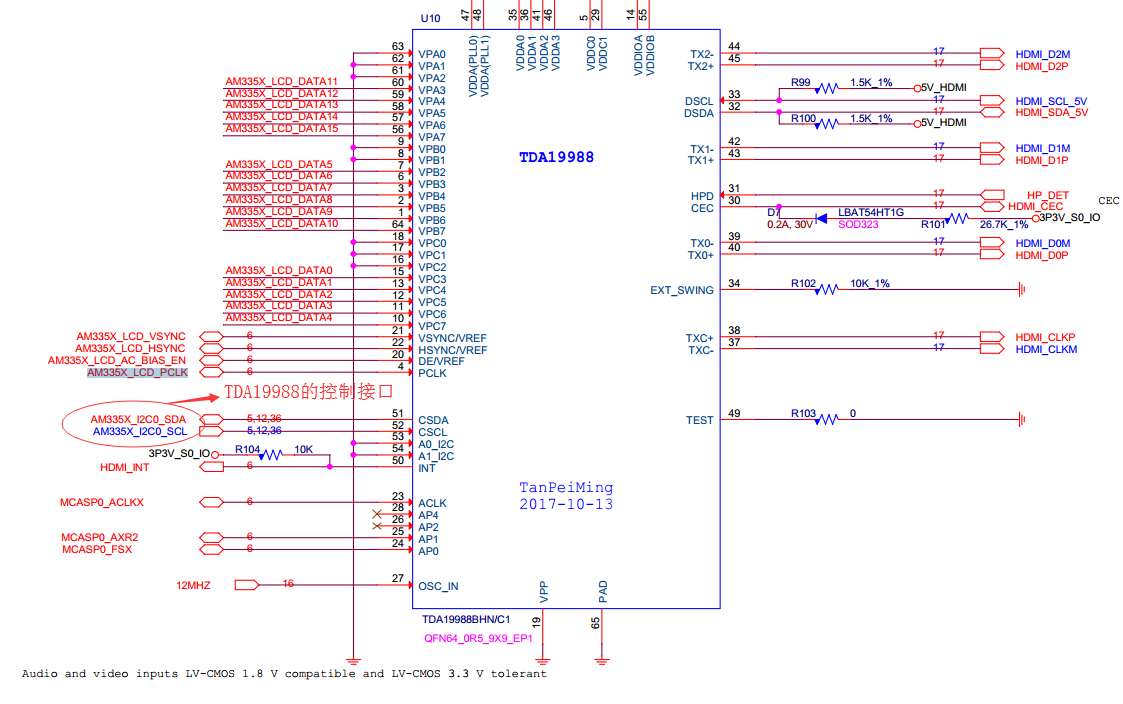 U10
47
48
35
36
41
46
5
29
14
55
VDDA(PLL0)
VDDA(PLL1)
VDDA0
VDDA1
VDDA2
VDDA3
VDDC0
VDDC1
VDDIOA
VDDIOB
63 VPA0
62 VPA1
61 VPA2
AM335X_LCD_DATA11 60 VPA3
AM335X_LCD_DATA12 59 VPA4
AM335X_LCD_DATA13 58 VPA5
AM335X_LCD_DATA14 57 VPA6
AM335X_LCD_DATA15 56 VPA7
9 VPB0
8 VPB1
AM335X_LCD_DATA5 7 VPB2
AM335X_LCD_DATA6 6 VPB3
AM335X_LCD_DATA7 3 VPB4
AM335X_LCD_DATA8 2 VPB5
AM335X_LCD_DATA9 1 VPB6
AM335X_LCD_DATA10 64 VPB7
18 VPC0
17 VPC1
16 VPC2
AM335X_LCD_DATA0 15 VPC3
AM335X_LCD_DATA1 13 VPC4
AM335X_LCD_DATA2 12 VPC5
AM335X_LCD_DATA3 11 VPC6
AM335X_LCD_DATA4 10 VPC7
AM335X_LCD_VSYNC 6 21 VSYNC/VREF
AM335X_LCD_HSYNC 6 22 HSYNC/VREF
AM335X_LCD_AC_BIAS_EN 6 20 DE/VREF
AM335X_LCD_PCLK 6 4 PCLK
TDA19988的控制接口
AM335X_I2C0_SDA 5,12,36 51 CSDA
AM335X_I2C0_SCL 5,12,36 52 CSCL
53 A0_I2C
3P3V_S0_IO R104 10K 54 A1_I2C
HDMI_INT 6 50 INT
MCASP0_ACLKX 6 23 ACLK
28 AP4
26 AP2
MCASP0_AXR2 6 25 AP1
MCASP0_FSX 6 24 AP0
12MHZ 16 27 OSC_IN
TDA19988
TanPeiMing
2017-10-13
TX2- 44 17 HDMI_D2M
TX2+ 45 17 HDMI_D2P
R99 1.5K_1% 5V_HDMI
DSCL 33 17 HDMI_SCL_5V
DSDA 32 17 HDMI_SDA_5V
R100 1.5K_1% 5V_HDMI
TX1- 42 17 HDMI_D1M
TX1+ 43 17 HDMI_D1P
HPD 31 17 HP_DET
CEC 30 17 HDMI_CEC CEC
D7 LBAT54HT1G 3P3V_S0_IO
0.2A, 30V SOD323 R101 26.7K_1%
TX0- 39 17 HDMI_D0M
TX0+ 40 17 HDMI_D0P
EXT_SWING 34 R102 10K_1%
TXC+ 38 17 HDMI_CLKP
TXC- 37 17 HDMI_CLKM
TEST 49 R103 0
VPP
PAD
19
65
TDA19988BHN/C1
QFN64_0R5_9X9_EP1
Audio and video inputs LV-CMOS 1.8 V compatible and LV-CMOS 3.3 V tolerant